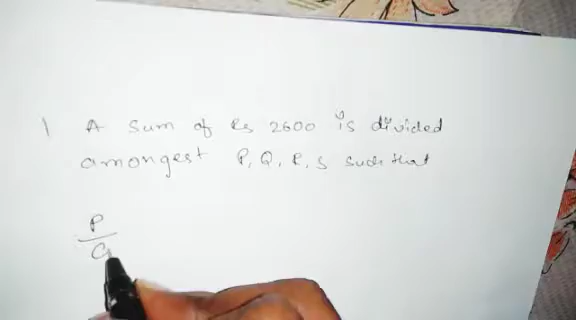 1 A sum of Rs 2600 is divided
amongest P, Q, R, S such that
P
Q